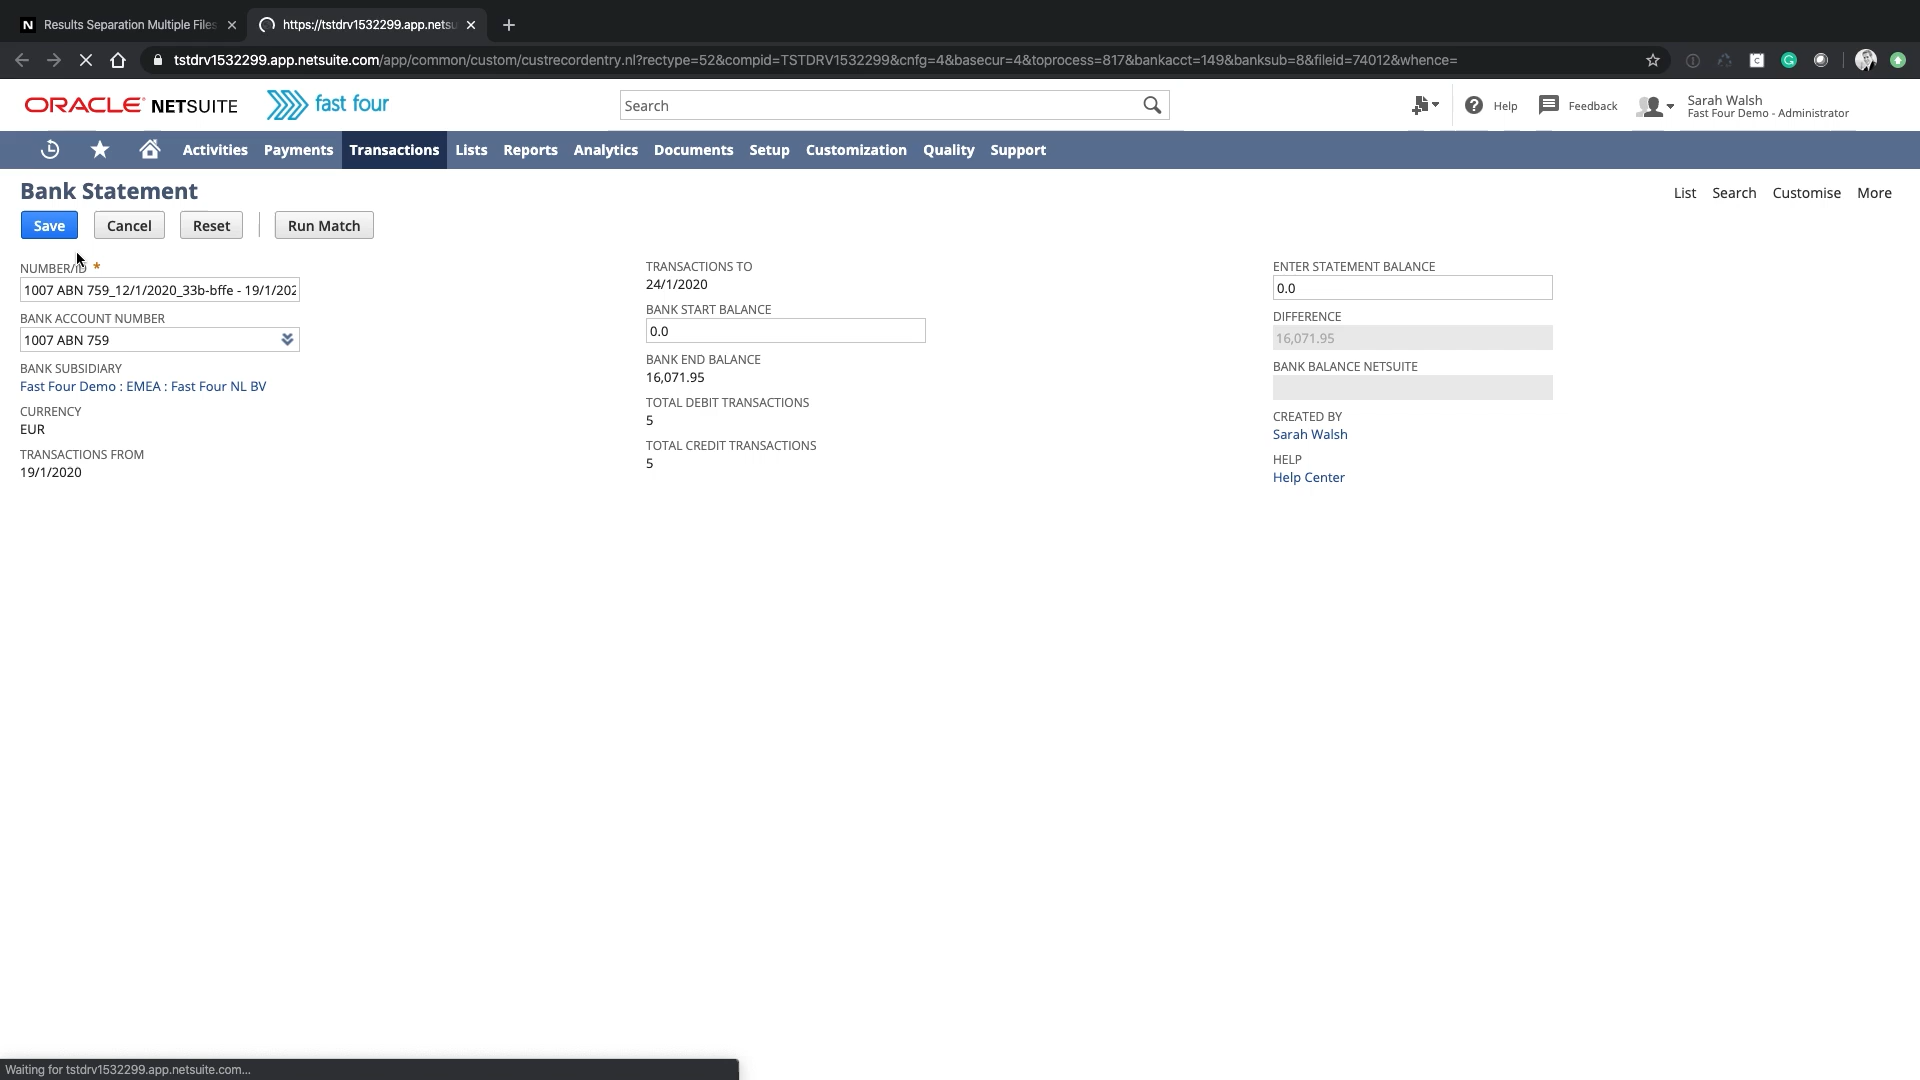 Results Separation Multiple Files
https://tstdrv1532299.app.netsu
tstdrv1532299.app.netsuite.com/app/common/custom/custrecordentry.nl?rectype=52&compid=TSTDRV1532299&cnfg=4&basecur=4&toprocess=817&bankacct=149&banksub=8&fileid=74012&whence=
ORACLE NETSUITE fast four
Search
Help
Feedback
Sarah Walsh
Fast Four Demo - Administrator
Activities Payments Transactions Lists Reports Analytics Documents Setup Customization Quality Support
Bank Statement
List Search Customise More
Save Cancel Reset Run Match
NUMBER/ID *
1007 ABN 759_12/1/2020_33b-bffe - 19/1/202
BANK ACCOUNT NUMBER
1007 ABN 759
BANK SUBSIDIARY
Fast Four Demo : EMEA : Fast Four NL BV
CURRENCY
EUR
TRANSACTIONS FROM
19/1/2020
TRANSACTIONS TO
24/1/2020
BANK START BALANCE
0.0
BANK END BALANCE
16,071.95
TOTAL DEBIT TRANSACTIONS
5
TOTAL CREDIT TRANSACTIONS
5
ENTER STATEMENT BALANCE
0.0
DIFFERENCE
16,071.95
BANK BALANCE NETSUITE
CREATED BY
Sarah Walsh
HELP
Help Center
Waiting for tstdrv1532299.app.netsuite.com...